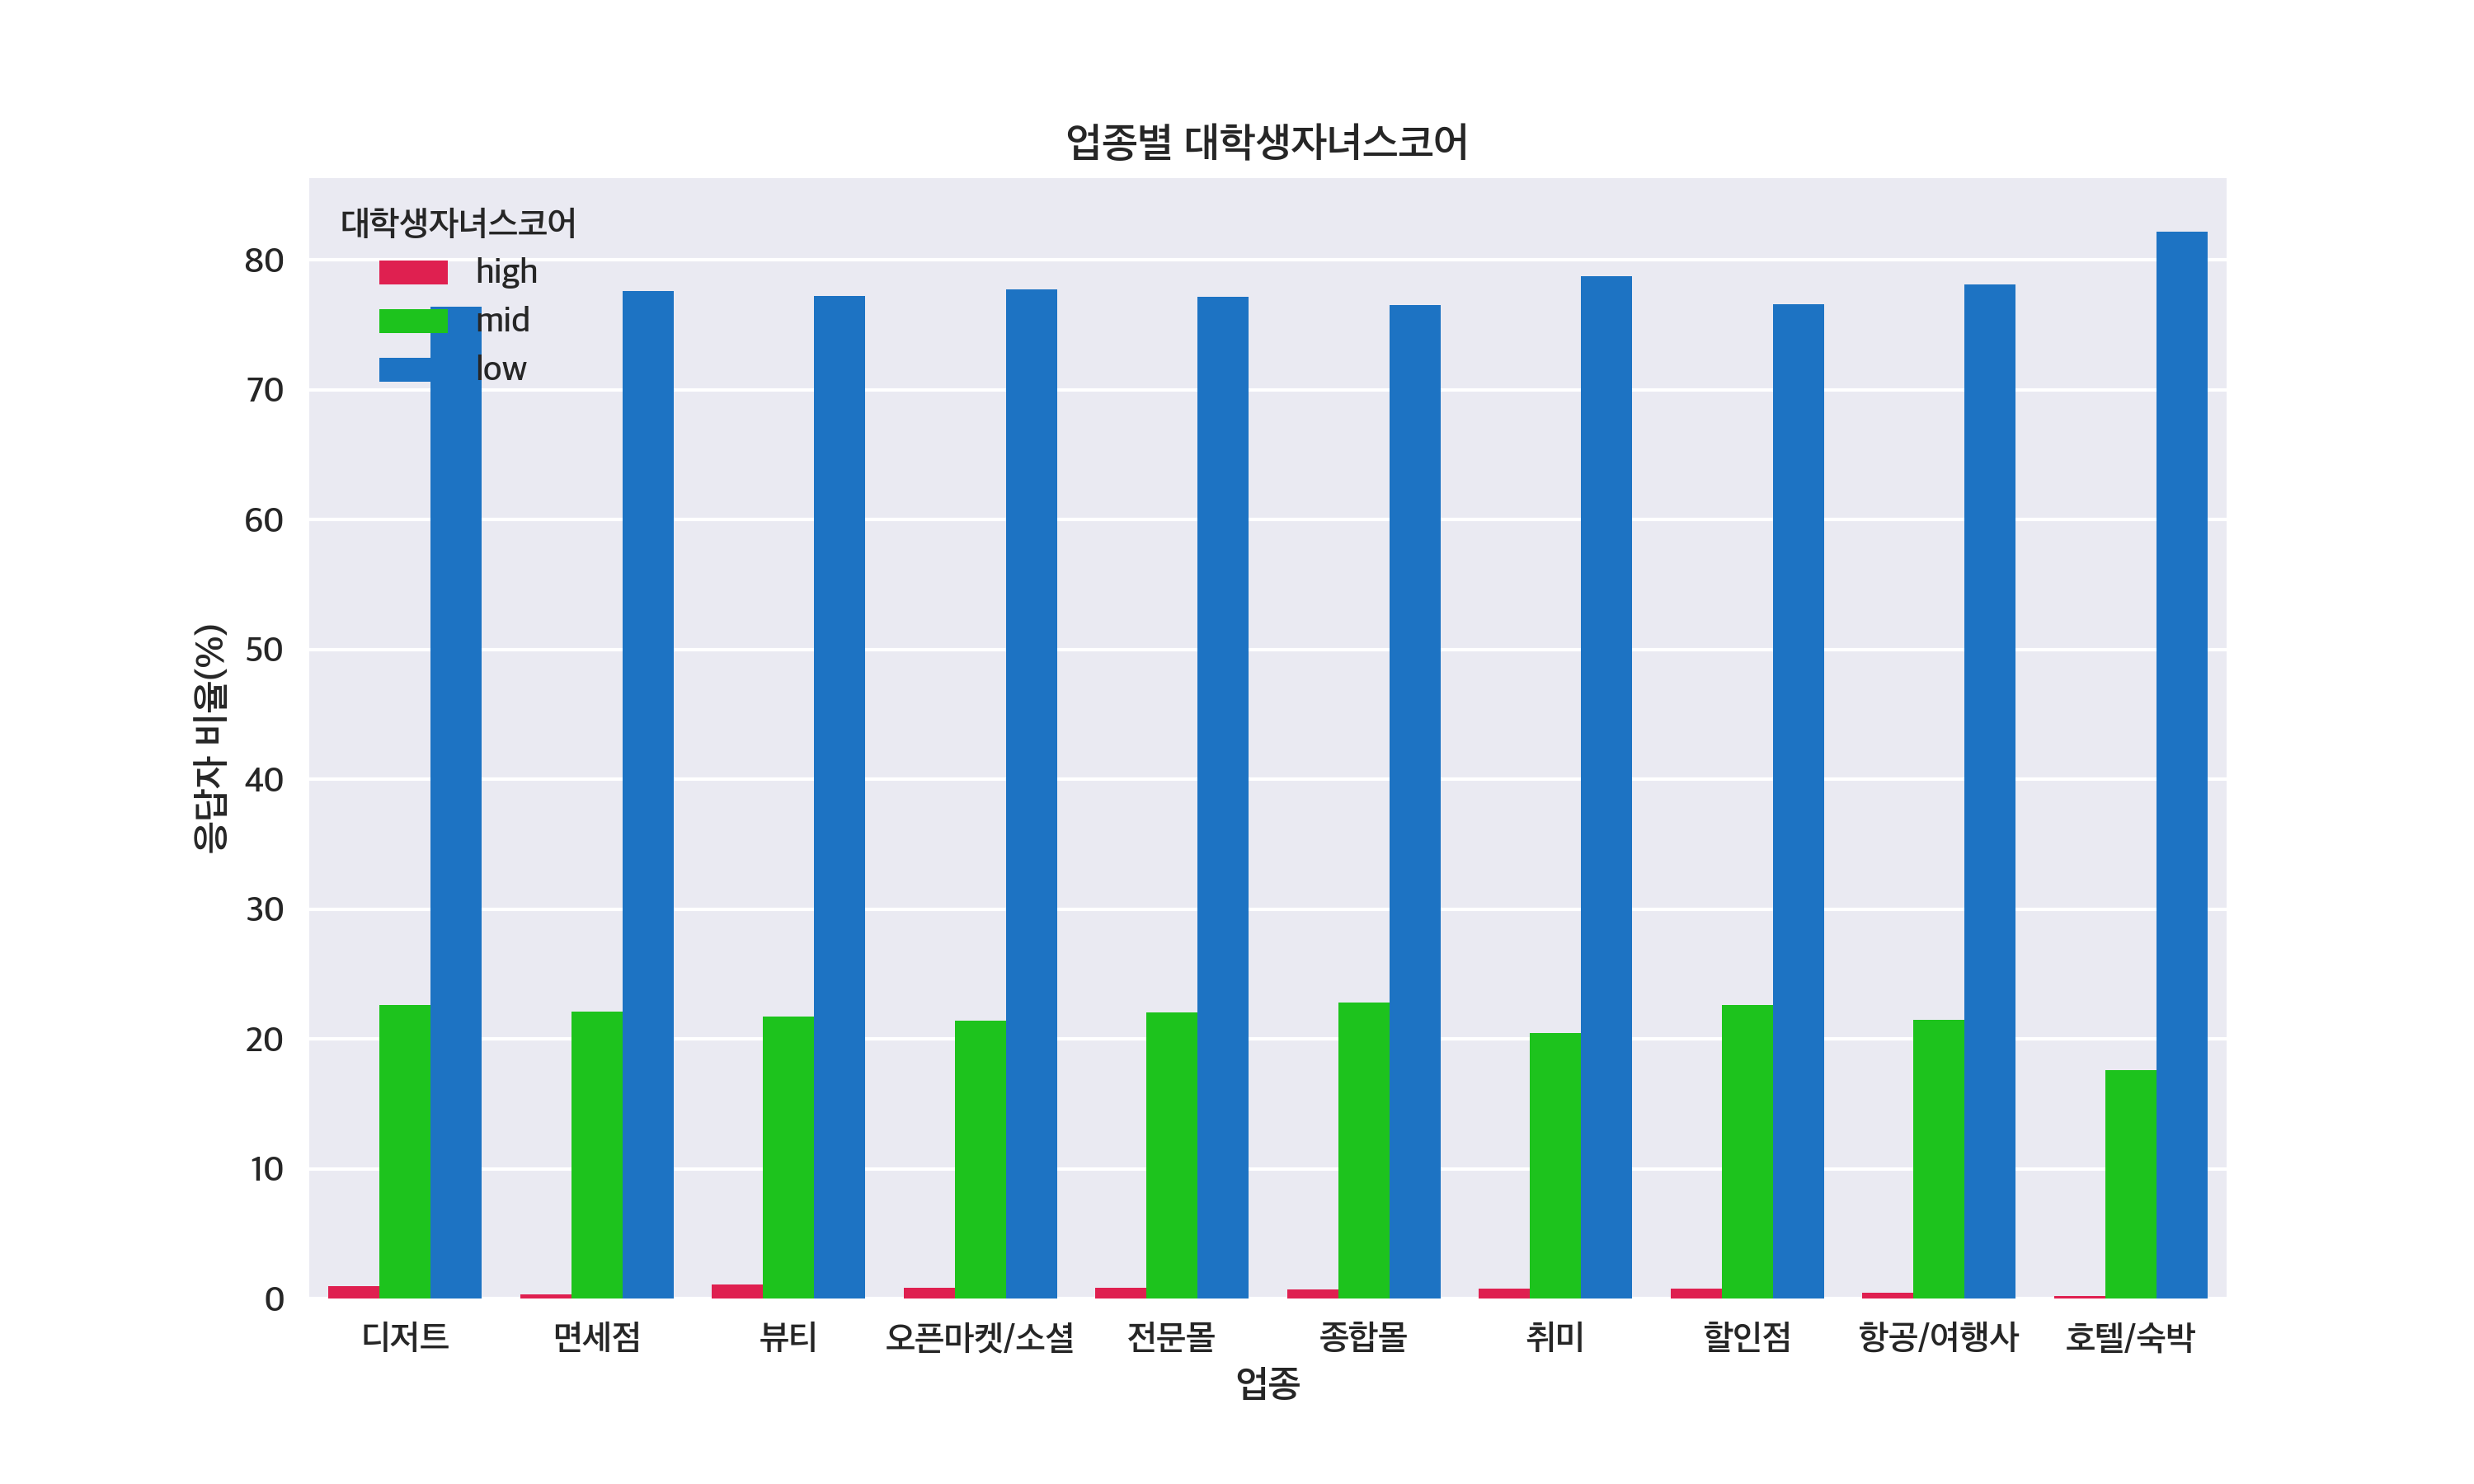 업종별 대학생자녀스코어
대학생자녀스코어
high
mid
low
응답자 비율(%)
80
70
60
50
40
30
20
10
0
디저트 면세점 뷰티 오픈마켓/소셜 전문몰 종합몰 취미 할인점 항공/여행사 호텔/숙박
업종